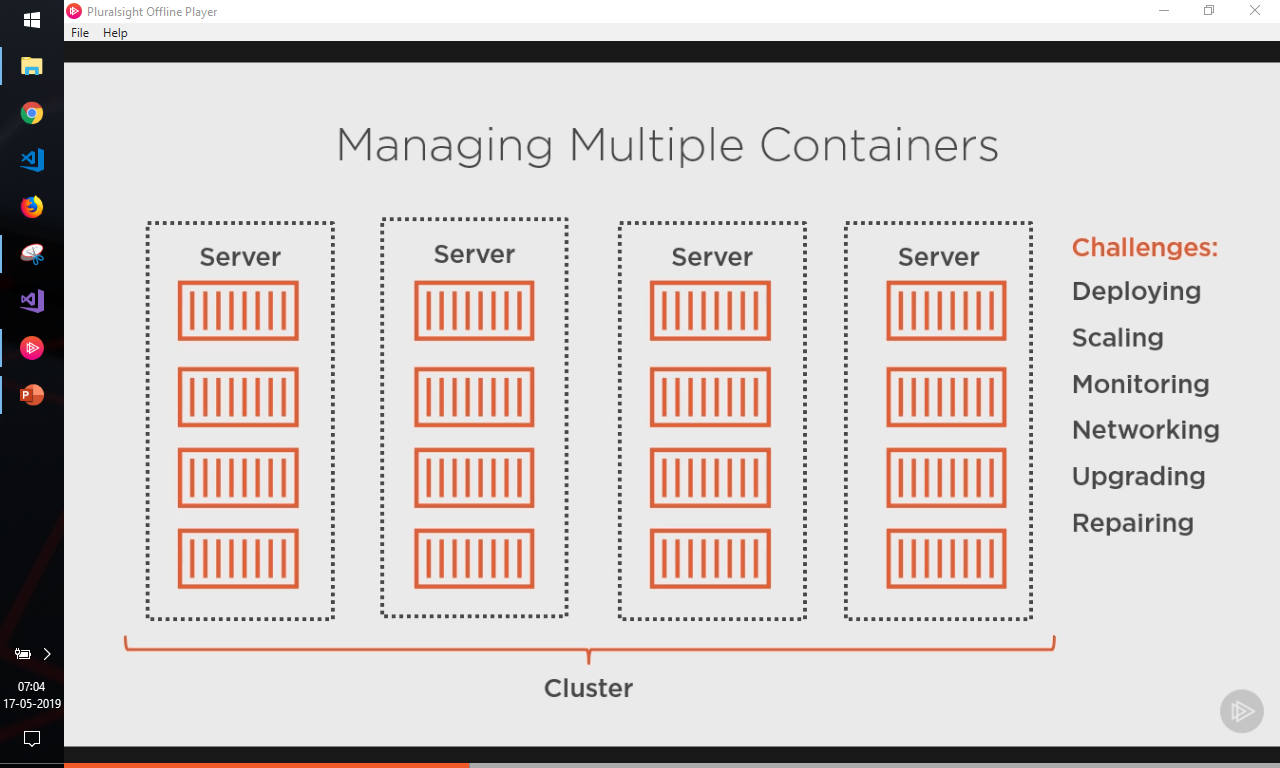 Pluralsight Offline Player
File Help
Managing Multiple Containers
Server Server Server Server
Challenges:
Deploying
Scaling
Monitoring
Networking
Upgrading
Repairing
Cluster
P
07:04
17-05-2019